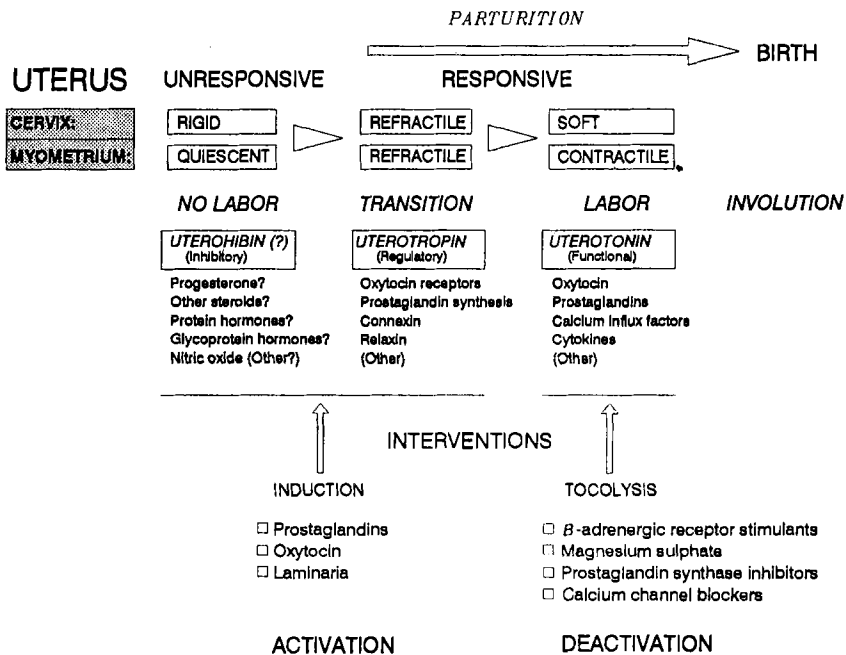 PARTURITION
BIRTH
UTERUS UNRESPONSIVE RESPONSIVE
CERVIX: RIGID REFRACTILE SOFT
MYOMETRIUM: QUIESCENT REFRACTILE CONTRACTILE
NO LABOR TRANSITION LABOR INVOLUTION
UTEROHIBIN (?) UTEROTROPIN UTEROTONIN
(Inhibitory) (Regulatory) (Functional)
Progesterone? Oxytocin receptors Oxytocin
Other steroids? Prostaglandin synthesis Prostaglandins
Protein hormones? Connexin Calcium influx factors
Glycoprotein hormones? Relaxin Cytokines
Nitric oxide (Other?) (Other) (Other)
INTERVENTIONS
INDUCTION TOCOLYSIS
□ Prostaglandins □ β-adrenergic receptor stimulants
□ Oxytocin □ Magnesium sulphate
□ Laminaria □ Prostaglandin synthase inhibitors
□ Calcium channel blockers
ACTIVATION DEACTIVATION